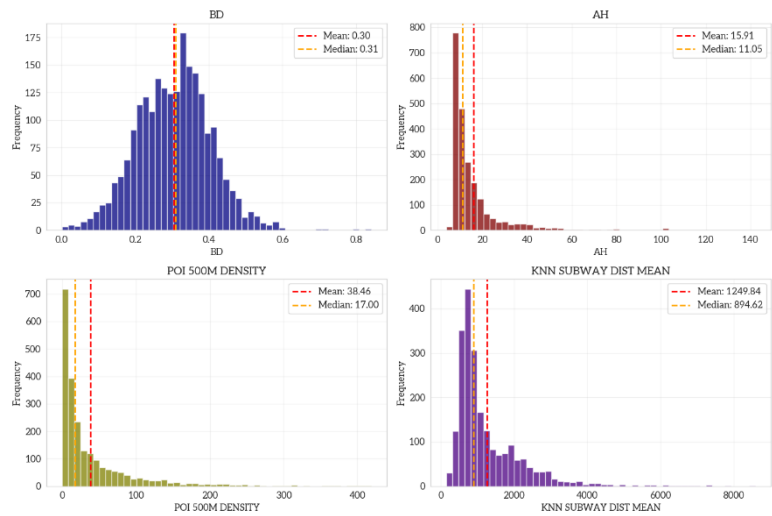 BD
Mean: 0.30
Median: 0.31
Frequency
175
150
125
100
75
50
25
0
0.0 0.2 0.4 0.6 0.8
BD
AH
Mean: 15.91
Median: 11.05
Frequency
800
700
600
500
400
300
200
100
0
0 20 40 60 80 100 120 140
AH
POI 500M DENSITY
Mean: 38.46
Median: 17.00
Frequency
700
600
500
400
300
200
100
0
0 100 200 300 400
POI 500M DENSITY
KNN SUBWAY DIST MEAN
Mean: 1249.84
Median: 894.62
Frequency
400
300
200
100
0
0 2000 4000 6000 8000
KNN SUBWAY DIST MEAN